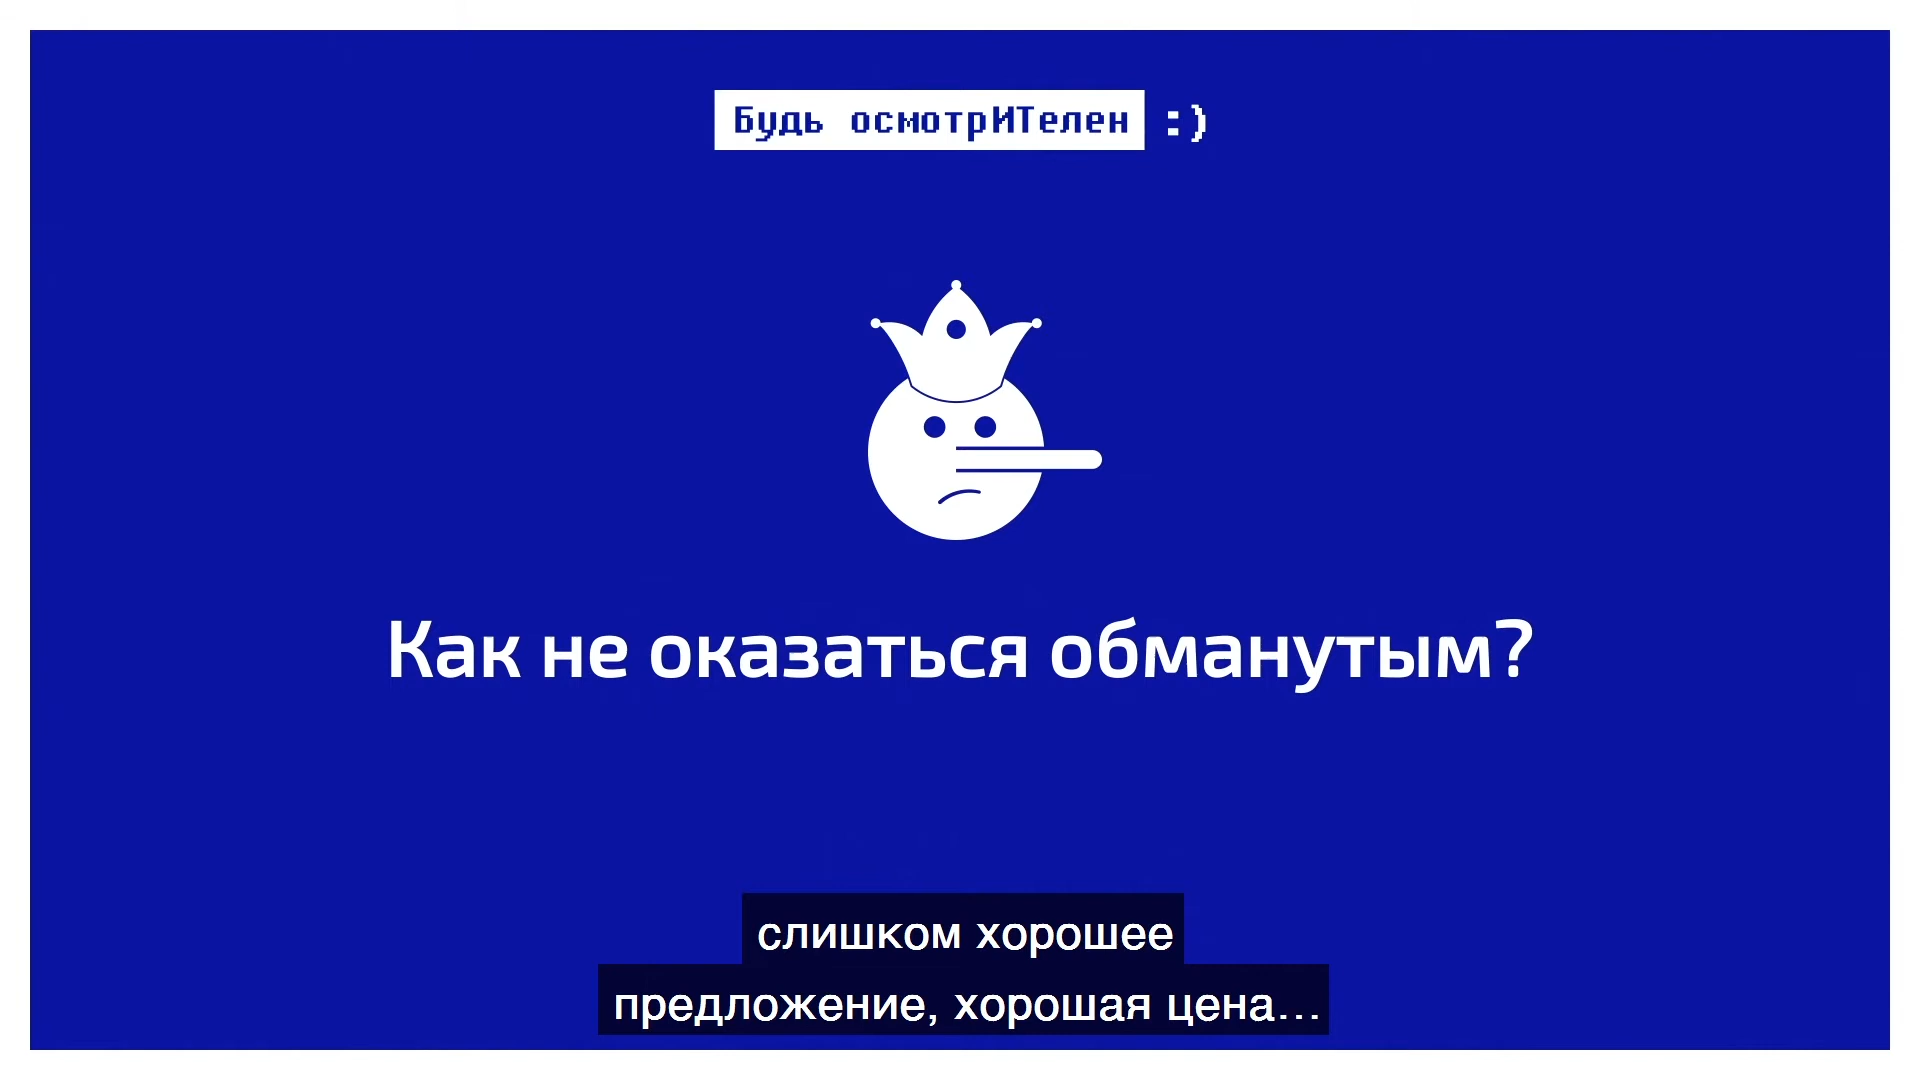 Будь осмотрИТелен :)
Как не оказаться обманутым?
слишком хорошее
предложение, хорошая цена...